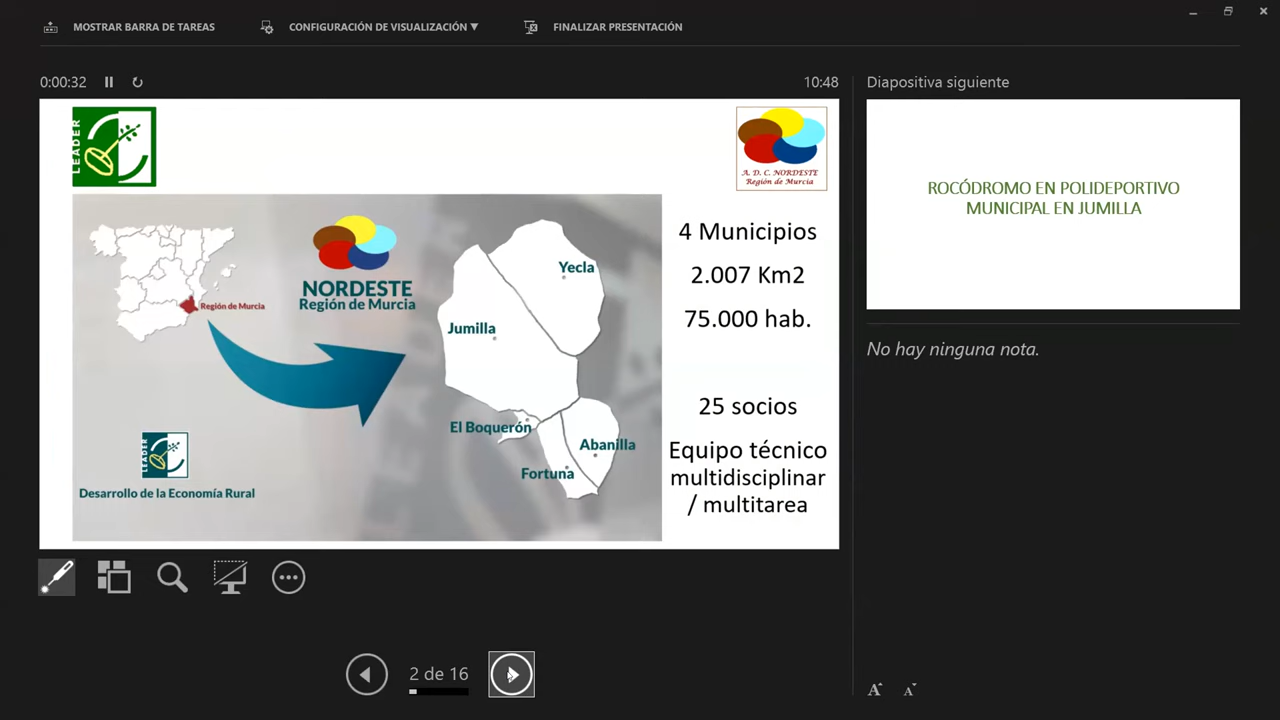 MOSTRAR BARRA DE TAREAS
CONFIGURACIÓN DE VISUALIZACIÓN ▼
FINALIZAR PRESENTACIÓN
0:00:32
10:48
LEADER
A. D. C. NORDESTE
Región de Murcia
Región de Murcia
NORDESTE
Región de Murcia
Yecla
Jumilla
El Boquerón
Abanilla
Fortuna
LEADER
Desarrollo de la Economía Rural
4 Municipios
2.007 Km2
75.000 hab.
25 socios
Equipo técnico
multidisciplinar
/ multitarea
2 de 16
Diapositiva siguiente
ROCÓDROMO EN POLIDEPORTIVO
MUNICIPAL EN JUMILLA
No hay ninguna nota.
A A